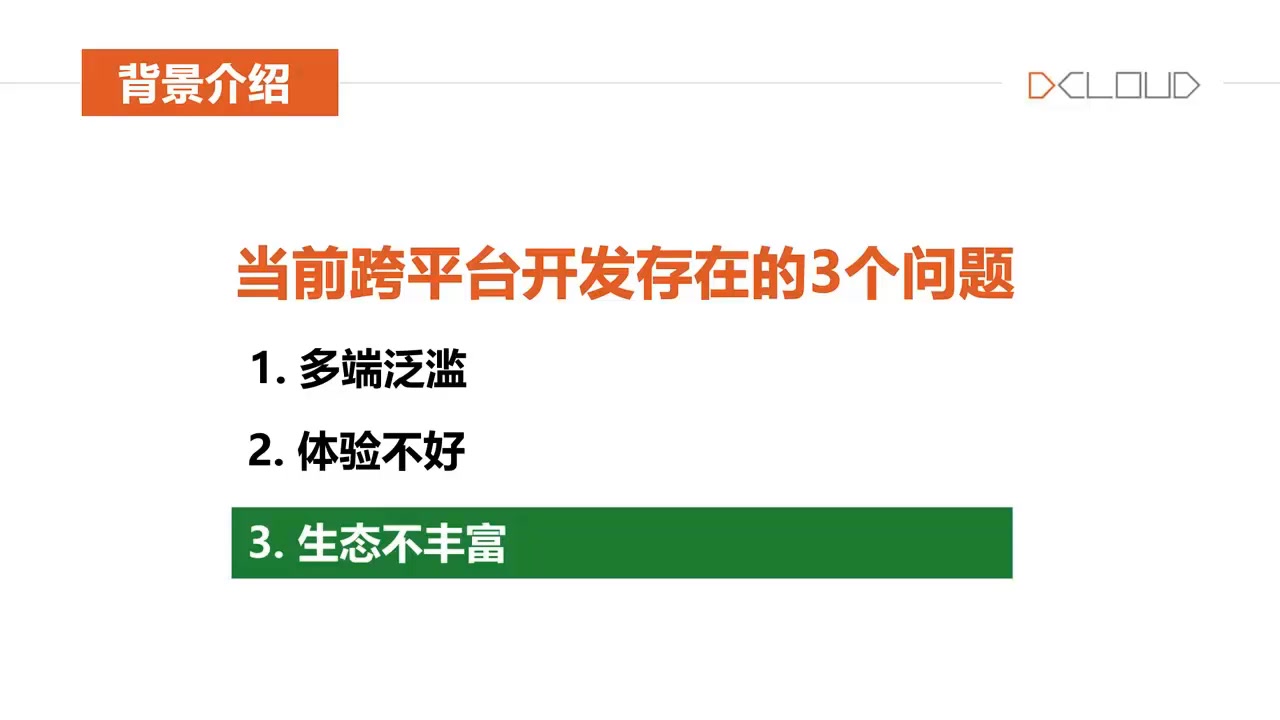 背景介绍
DCLOUD
当前跨平台开发存在的3个问题
1. 多端泛滥
2. 体验不好
3. 生态不丰富